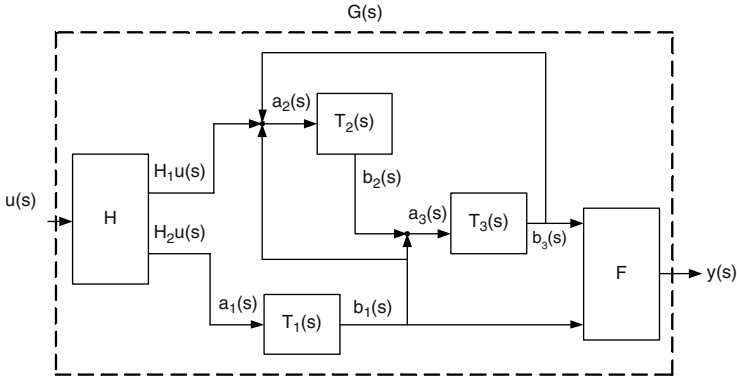 G(s)
a₂(s)
T₂(s)
u(s)
H
H₁u(s)
H₂u(s)
b₂(s)
a₃(s)
T₃(s)
b₃(s)
F
y(s)
a₁(s)
T₁(s)
b₁(s)